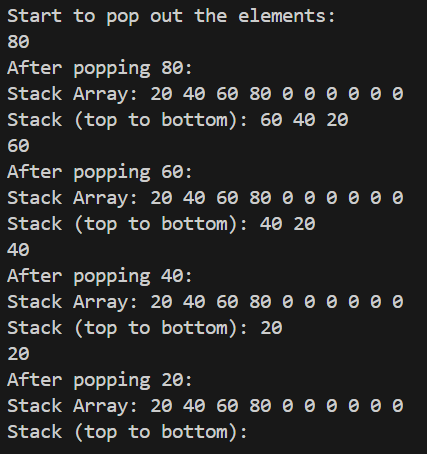 Start to pop out the elements:
80
After popping 80:
Stack Array: 20 40 60 80 0 0 0 0 0 0
Stack (top to bottom): 60 40 20
60
After popping 60:
Stack Array: 20 40 60 80 0 0 0 0 0 0
Stack (top to bottom): 40 20
40
After popping 40:
Stack Array: 20 40 60 80 0 0 0 0 0 0
Stack (top to bottom): 20
20
After popping 20:
Stack Array: 20 40 60 80 0 0 0 0 0 0
Stack (top to bottom):